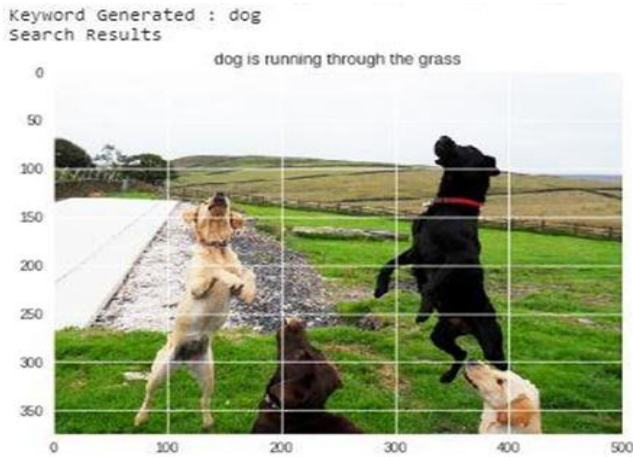 Keyword Generated : dog
Search Results
dog is running through the grass
0
50
100
150
200
250
300
350
0 100 200 300 400 500